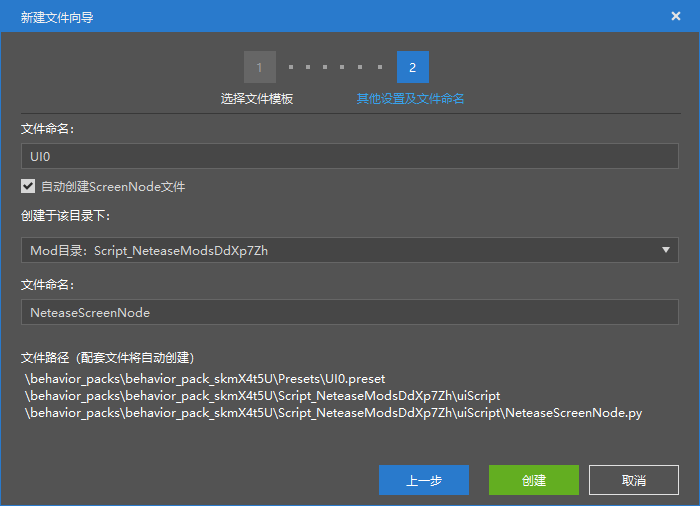 新建文件向导
1
2
选择文件模板
其他设置及文件命名
文件命名：
UI0
自动创建ScreenNode文件
创建于该目录下：
Mod目录：Script_NeteaseModsDdXp7Zh
文件命名：
NeteaseScreenNode
文件路径（配套文件将自动创建）
\behavior_packs\behavior_pack_skmX4t5U\Presets\UI0.preset
\behavior_packs\behavior_pack_skmX4t5U\Script_NeteaseModsDdXp7Zh\uiScript
\behavior_packs\behavior_pack_skmX4t5U\Script_NeteaseModsDdXp7Zh\uiScript\NeteaseScreenNode.py
上一步
创建
取消